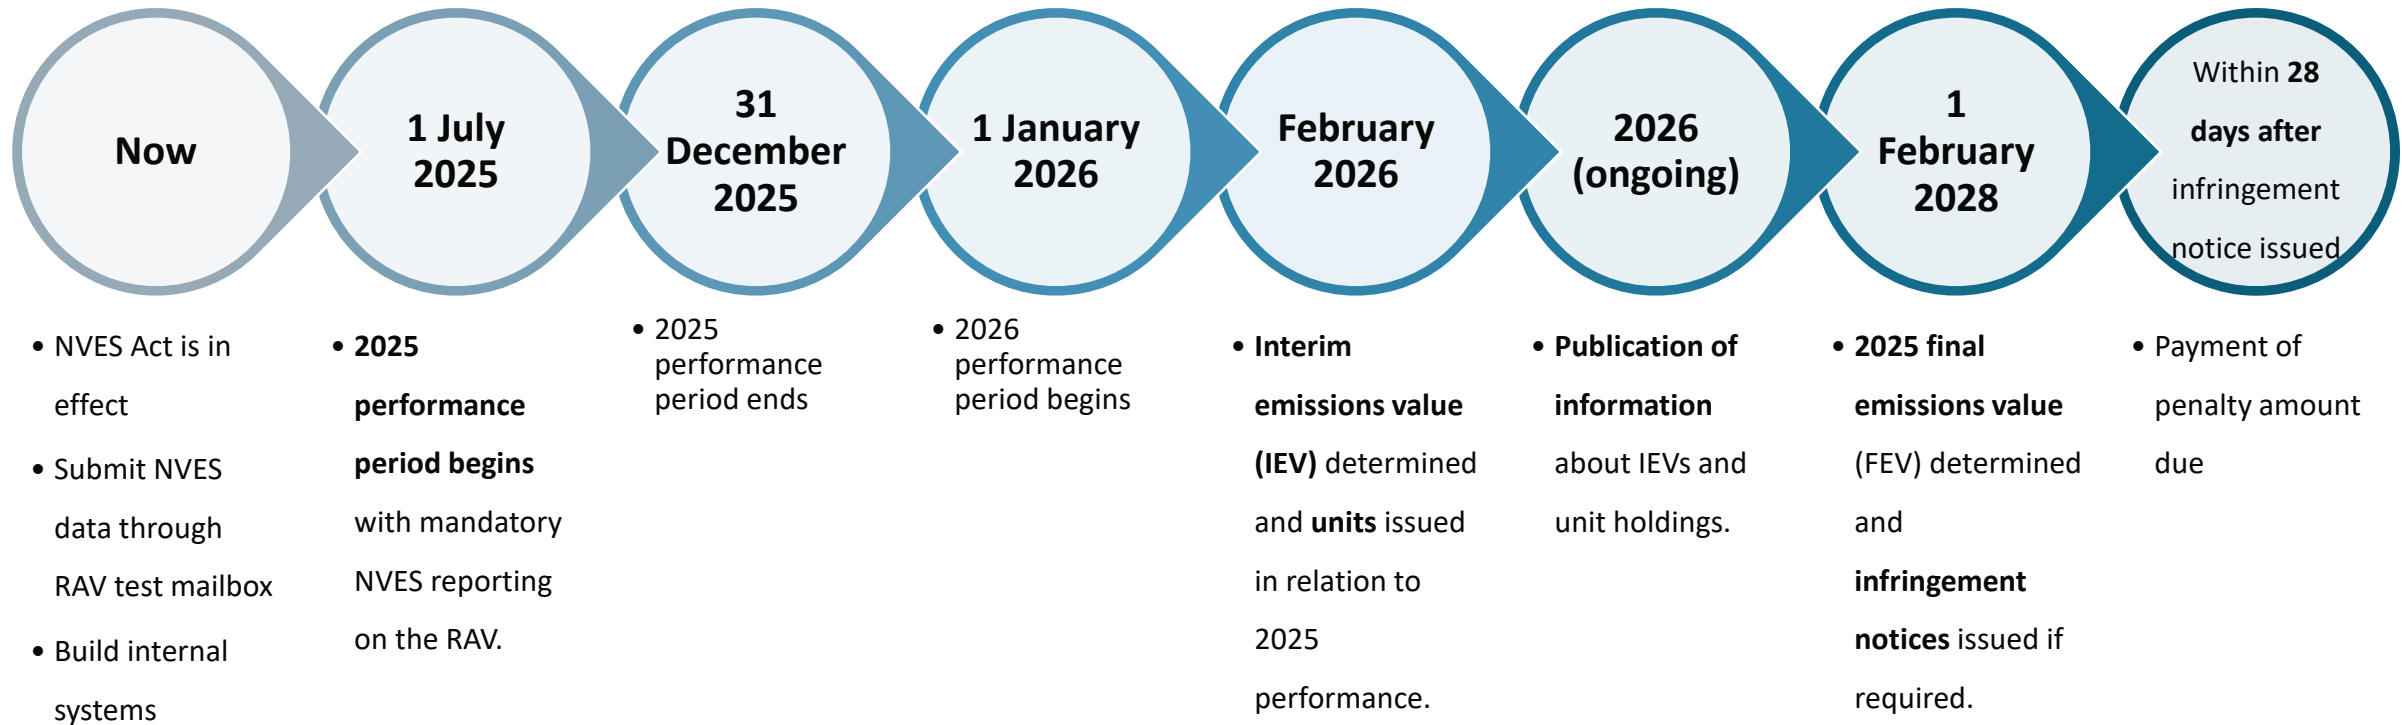 Now
1 July
2025
31
December
2025
1 January
2026
February
2026
2026
(ongoing)
1
February
2028
Within 28
days after
infringement
notice issued
• NVES Act is in
effect
• Submit NVES
data through
RAV test mailbox
• Build internal
systems
• 2025
performance
period begins
with mandatory
NVES reporting
on the RAV.
• 2025
performance
period ends
• 2026
performance
period begins
• Interim
emissions value
(IEV) determined
and units issued
in relation to
2025
performance.
• Publication of
information
about IEVs and
unit holdings.
• 2025 final
emissions value
(FEV) determined
and
infringement
notices issued if
required.
• Payment of
penalty amount
due